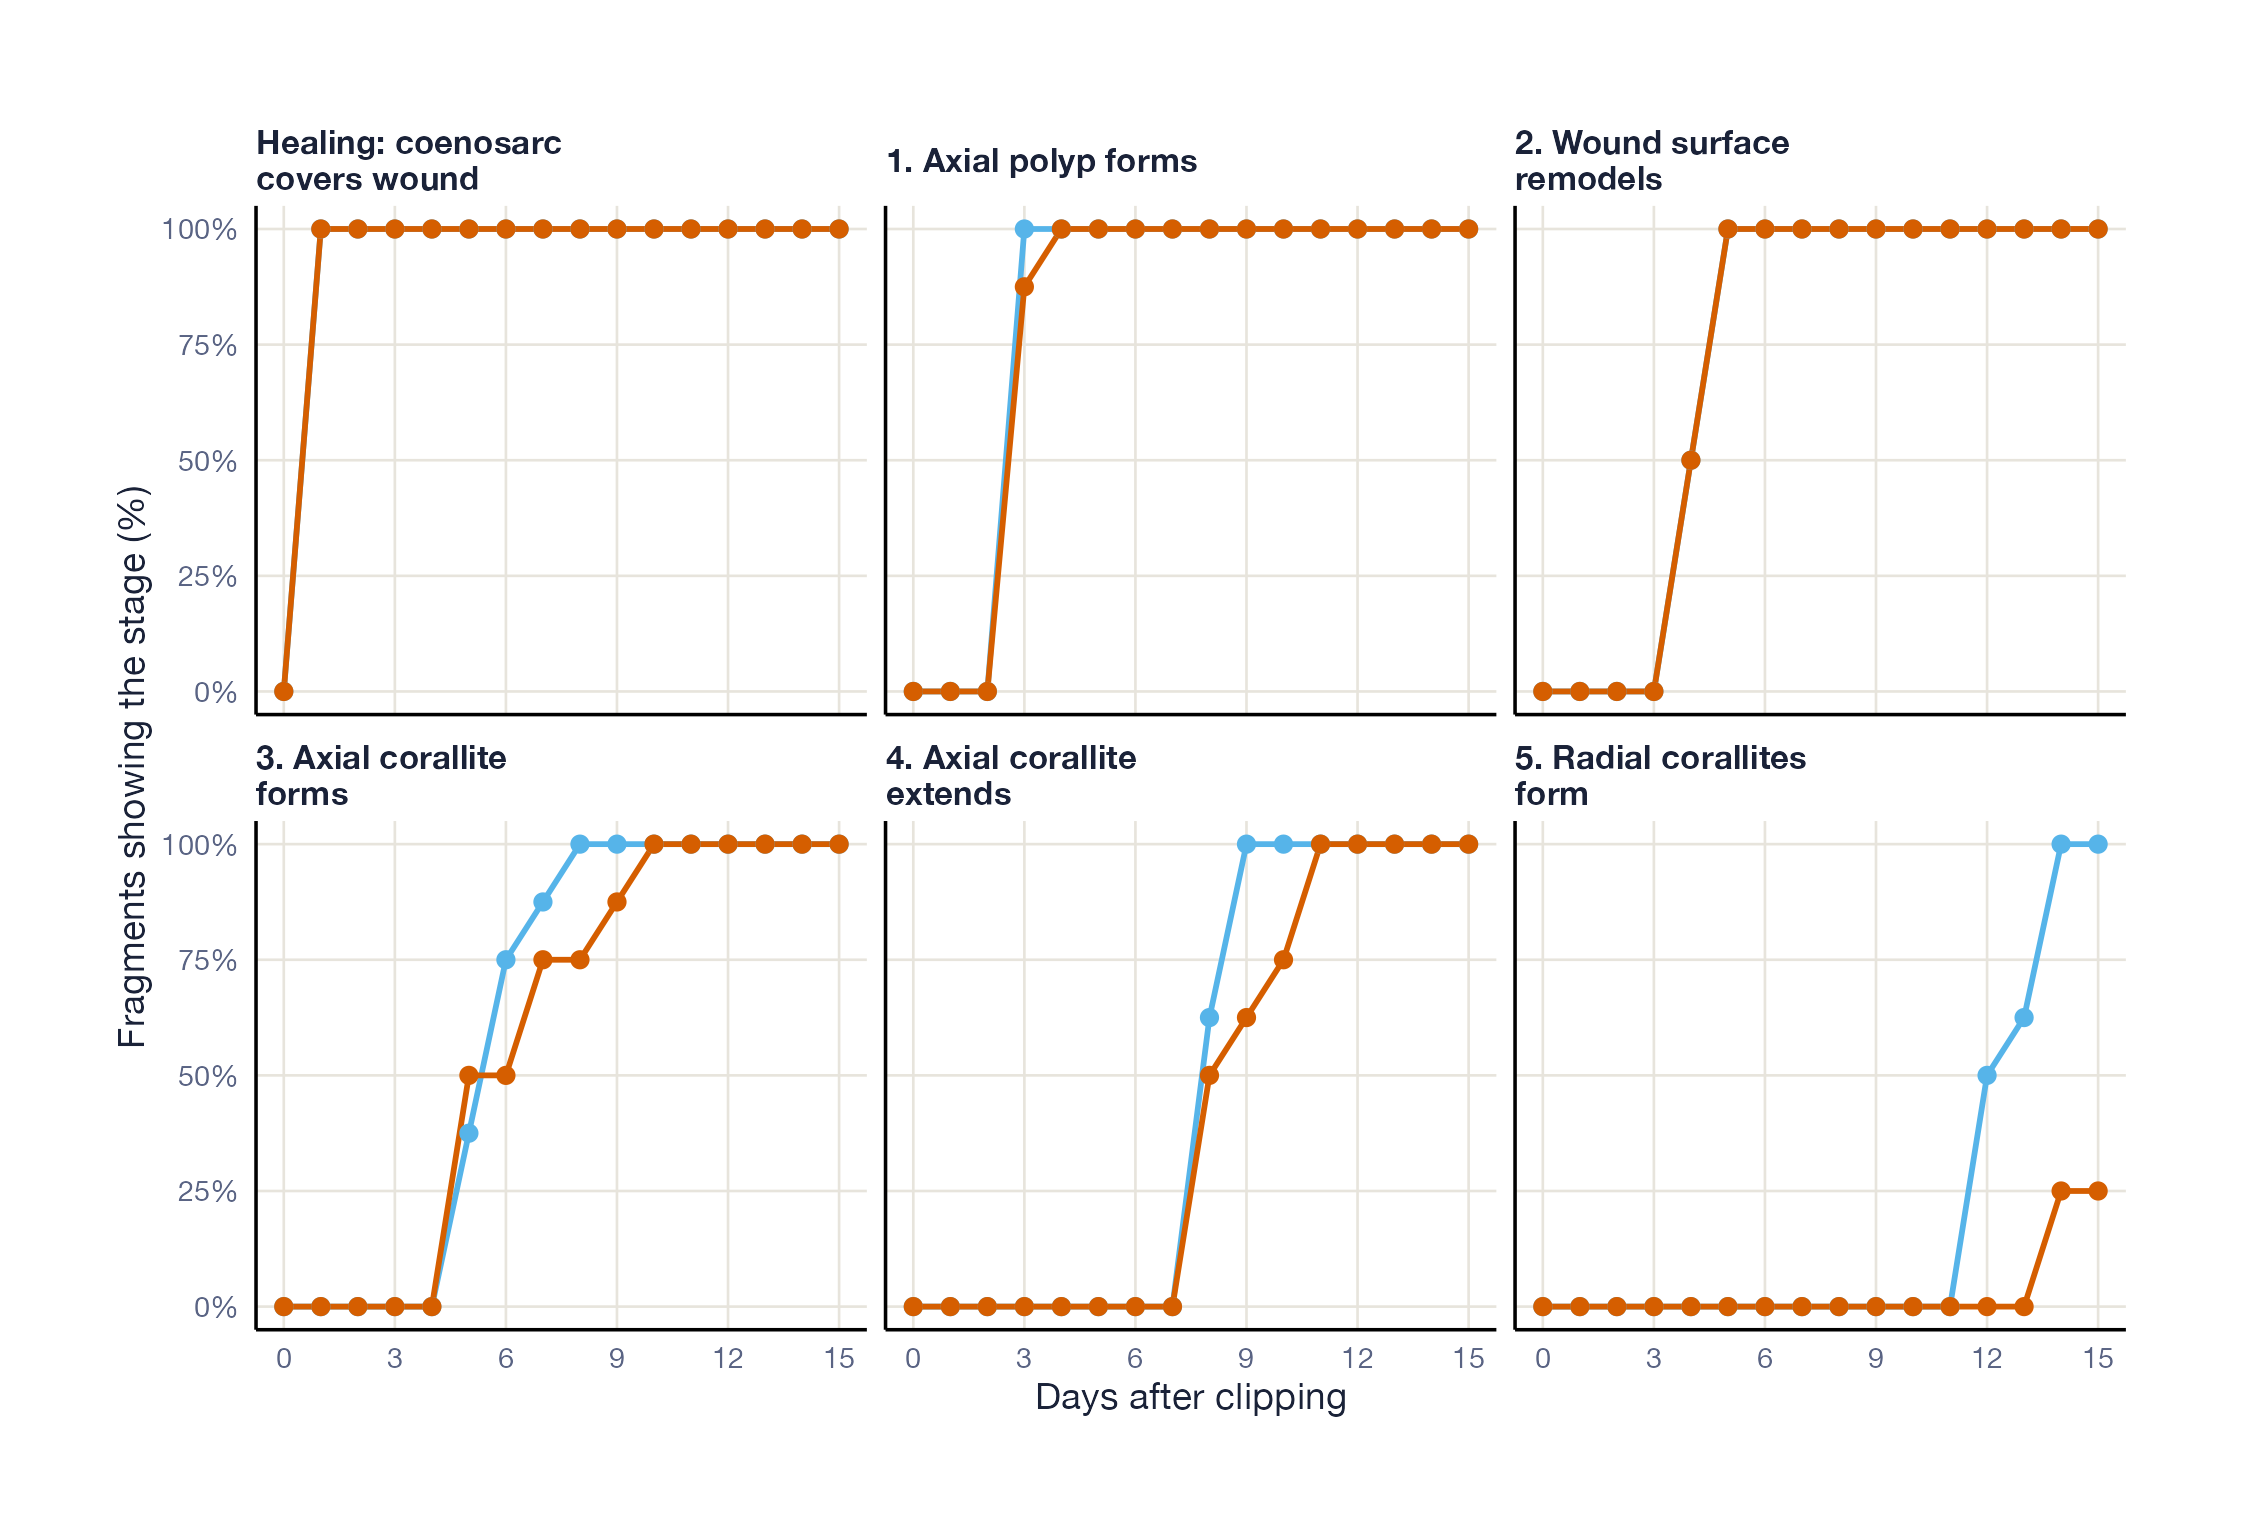 Healing: coenosarc
covers wound
1. Axial polyp forms
2. Wound surface
remodels
100%
75%
50%
25%
0%
Fragments showing the stage (%)
3. Axial corallite
forms
4. Axial corallite
extends
5. Radial corallites
form
100%
75%
50%
25%
0%
0 3 6 9 12 15
0 3 6 9 12 15
0 3 6 9 12 15
Days after clipping